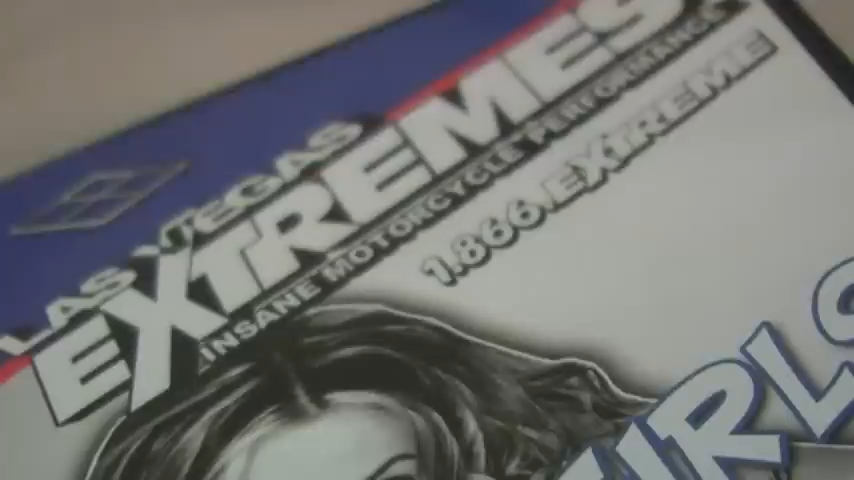 LAS VEGAS
EXTREMES
INSANE MOTORCYCLE PERFORMANCE
1.866.EXTREME